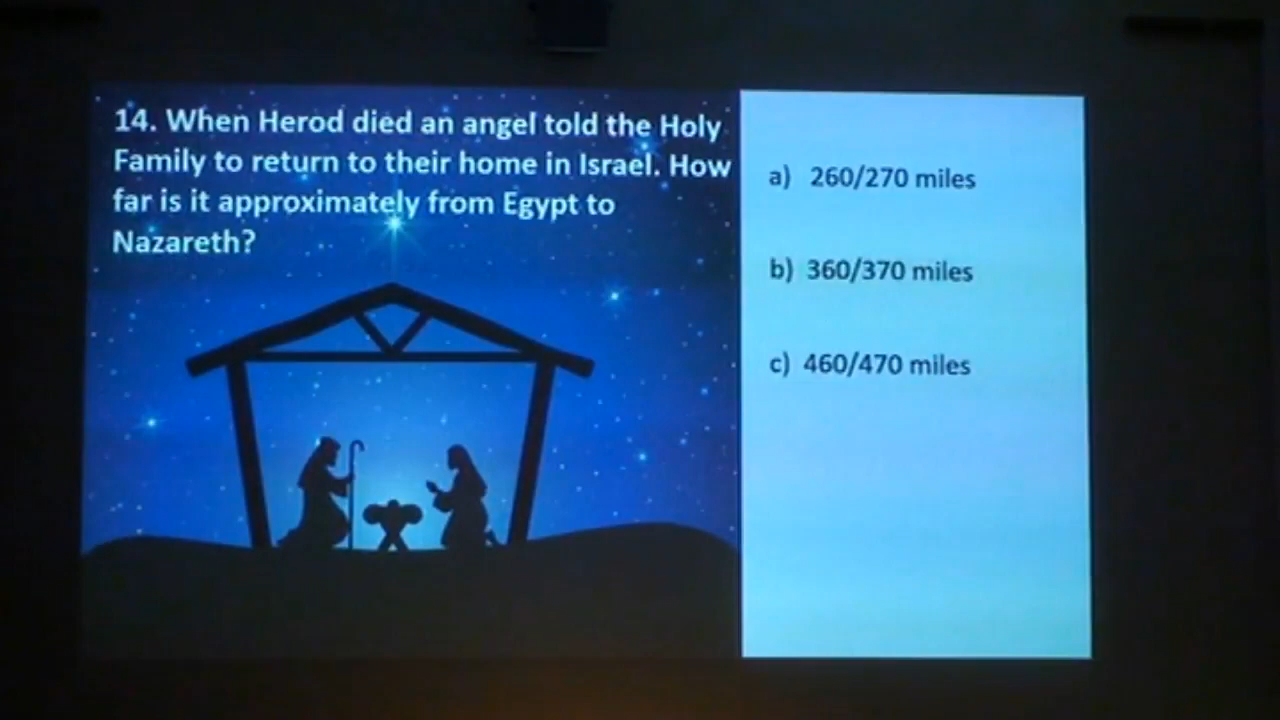 14. When Herod died an angel told the Holy
Family to return to their home in Israel. How
far is it approximately from Egypt to
Nazareth?
a) 260/270 miles
b) 360/370 miles
c) 460/470 miles